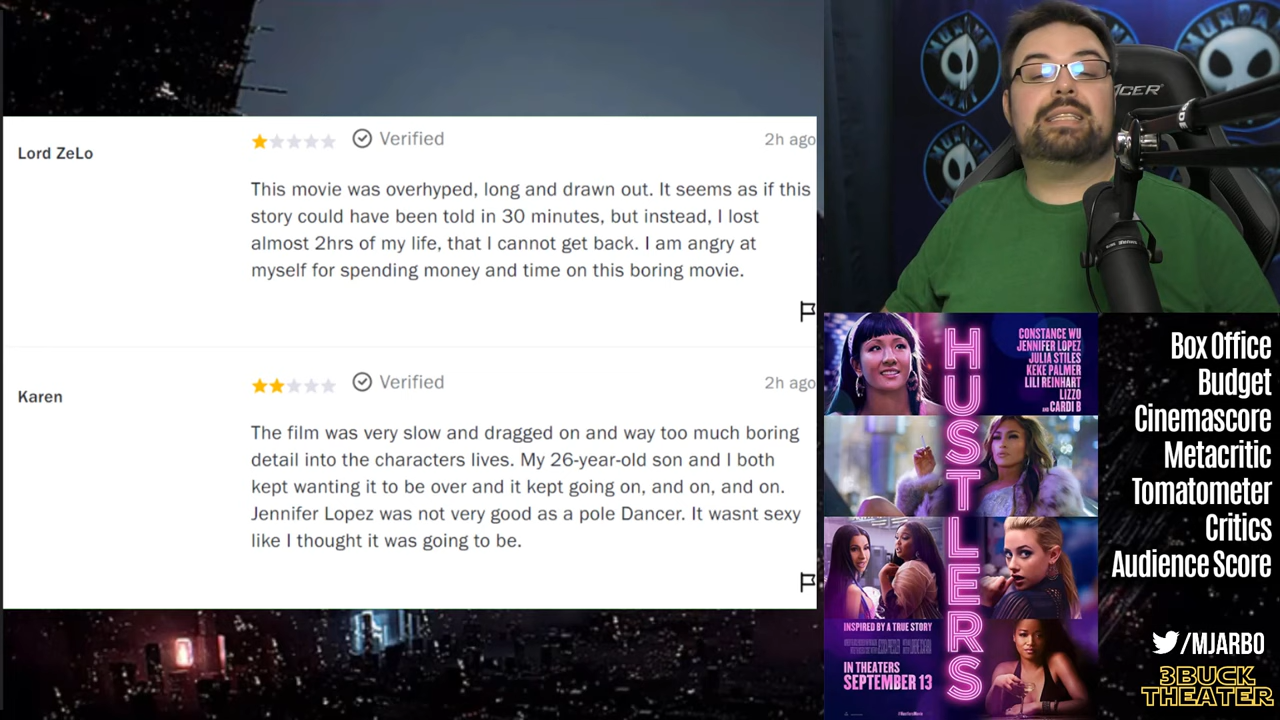 Lord ZeLo
Verified
2h ago
This movie was overhyped, long and drawn out. It seems as if this
story could have been told in 30 minutes, but instead, I lost
almost 2hrs of my life, that I cannot get back. I am angry at
myself for spending money and time on this boring movie.
Karen
Verified
2h ago
The film was very slow and dragged on and way too much boring
detail into the characters lives. My 26-year-old son and I both
kept wanting it to be over and it kept going on, and on, and on.
Jennifer Lopez was not very good as a pole Dancer. It wasnt sexy
like I thought it was going to be.
MUNDANE
ACER
HUSTLERS
CONSTANCE WU
JENNIFER LOPEZ
JULIA STILES
KEKE PALMER
LILI REINHART
LIZZO
AND CARDI B
INSPIRED BY A TRUE STORY
IN THEATERS
SEPTEMBER 13
Box Office
Budget
Cinemascore
Metacritic
Tomatometer
Critics
Audience Score
/MJARBO
3BUCK
THEATER